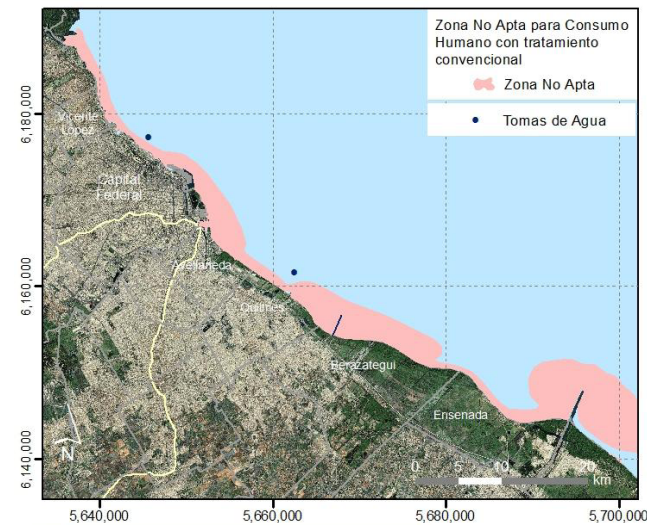 Zona No Apta para Consumo
Humano con tratamiento
convencional
Zona No Apta
Tomas de Agua
6,180,000
6,160,000
6,140,000
Vicente
López
Capital
Federal
Avellaneda
Quilmes
Berazategui
Ensenada
N
0 5 10 20
km
5,640,000 5,660,000 5,680,000 5,700,000